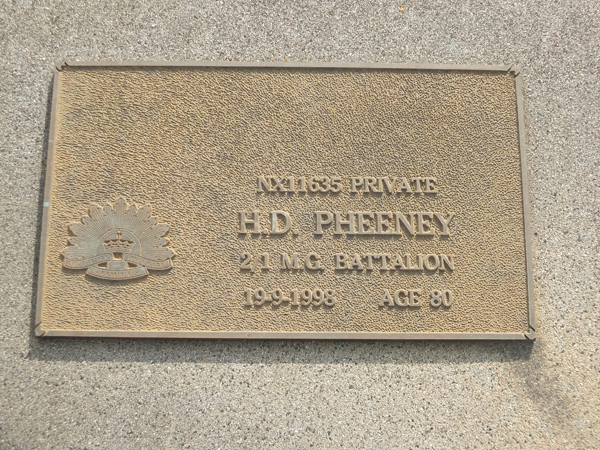 NX11635 PRIVATE
H.D. PHEENEY
2/1 M.G. BATTALION
19-9-1998 AGE 80